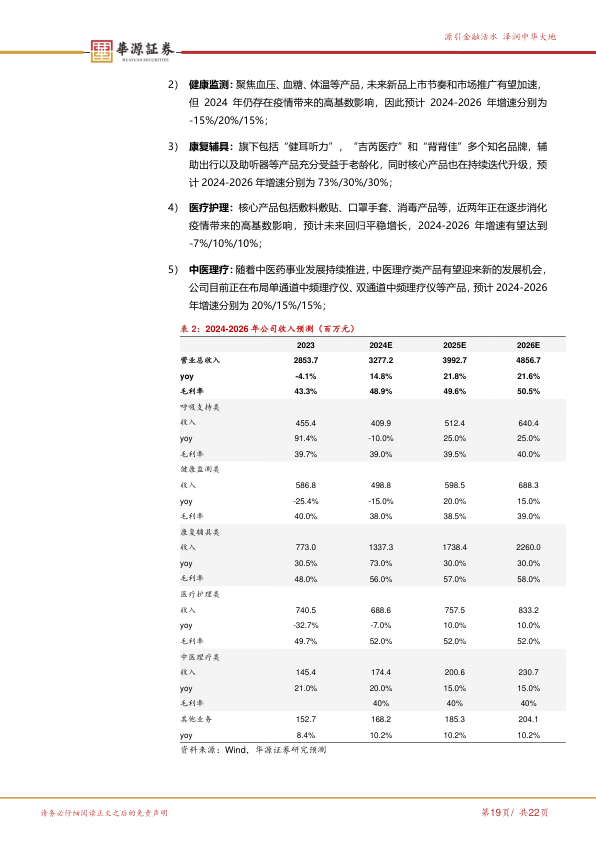 源引金融活水 泽润中华大地
华源证券
HUAYUAN SECURITIES
2） 健康监测：聚焦血压、血糖、体温等产品，未来新品上市节奏和市场推广有望加速，
但 2024 年仍存在疫情带来的高基数影响，因此预计 2024-2026 年增速分别为
-15%/20%/15%；
3） 康复辅具：旗下包括“健耳听力”，“吉芮医疗”和“背背佳”多个知名品牌，辅
助出行以及助听器等产品充分受益于老龄化，同时核心产品也在持续迭代升级，预
计 2024-2026 年增速分别为 73%/30%/30%；
4） 医疗护理：核心产品包括敷料敷贴、口罩手套、消毒产品等，近两年正在逐步消化
疫情带来的高基数影响，预计未来回归平稳增长，2024-2026 年增速有望达到
-7%/10%/10%；
5） 中医理疗：随着中医药事业发展持续推进，中医理疗类产品有望迎来新的发展机会，
公司目前正在布局单通道中频理疗仪、双通道中频理疗仪等产品，预计 2024-2026
年增速分别为 20%/15%/15%；
表 2：2024-2026 年公司收入预测（百万元）
2023 2024E 2025E 2026E
营业总收入 2853.7 3277.2 3992.7 4856.7
yoy -4.1% 14.8% 21.8% 21.6%
毛利率 43.3% 48.9% 49.6% 50.5%
呼吸支持类
收入 455.4 409.9 512.4 640.4
yoy 91.4% -10.0% 25.0% 25.0%
毛利率 39.7% 39.0% 39.5% 40.0%
健康监测类
收入 586.8 498.8 598.5 688.3
yoy -25.4% -15.0% 20.0% 15.0%
毛利率 40.0% 38.0% 38.5% 39.0%
康复辅具类
收入 773.0 1337.3 1738.4 2260.0
yoy 30.5% 73.0% 30.0% 30.0%
毛利率 48.0% 56.0% 57.0% 58.0%
医疗护理类
收入 740.5 688.6 757.5 833.2
yoy -32.7% -7.0% 10.0% 10.0%
毛利率 49.7% 52.0% 52.0% 52.0%
中医理疗类
收入 145.4 174.4 200.6 230.7
yoy 21.0% 20.0% 15.0% 15.0%
毛利率 40% 40% 40%
其他业务 152.7 168.2 185.3 204.1
yoy 8.4% 10.2% 10.2% 10.2%
资料来源：Wind，华源证券研究预测
请务必仔细阅读正文之后的免责声明
第19页/ 共22页